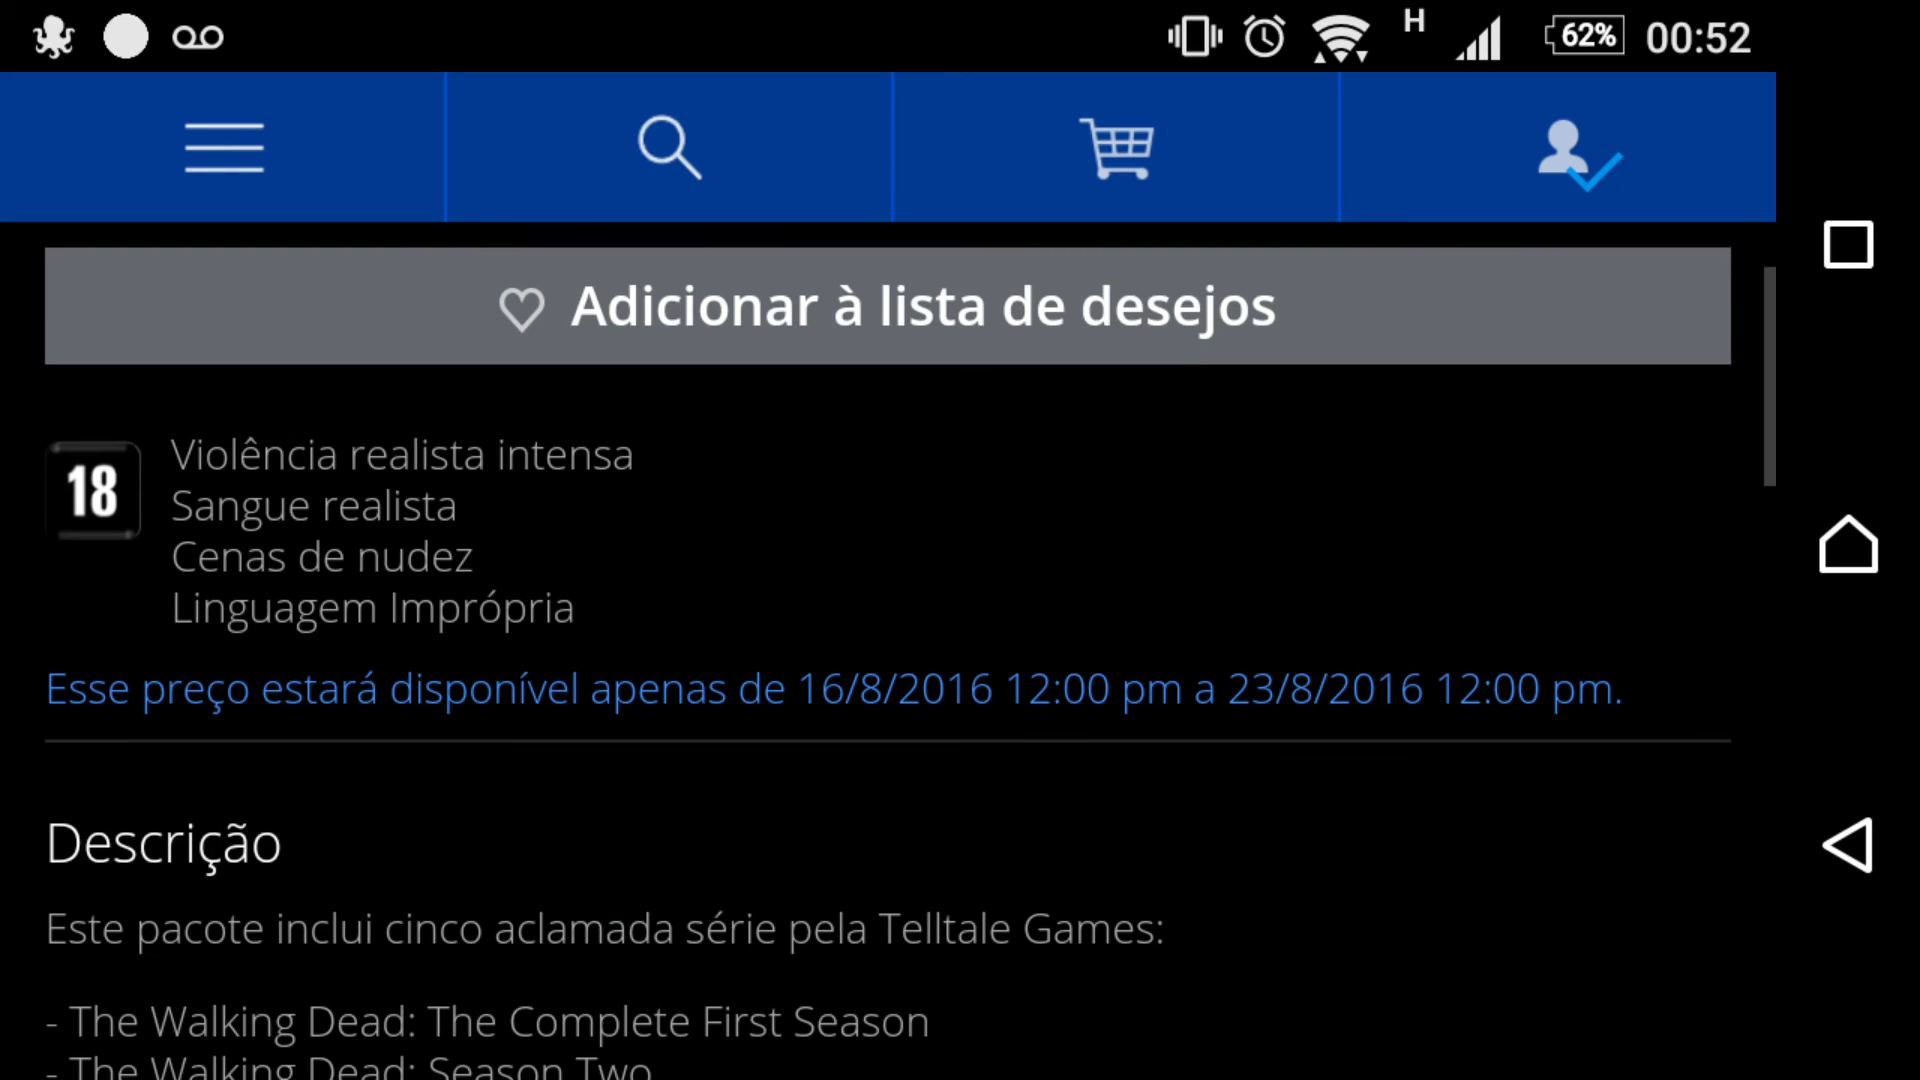 H 62% 00:52
Adicionar à lista de desejos
18
Violência realista intensa
Sangue realista
Cenas de nudez
Linguagem Imprópria
Esse preço estará disponível apenas de 16/8/2016 12:00 pm a 23/8/2016 12:00 pm.
Descrição
Este pacote inclui cinco aclamada série pela Telltale Games:
- The Walking Dead: The Complete First Season
- The Walking Dead: Season Two